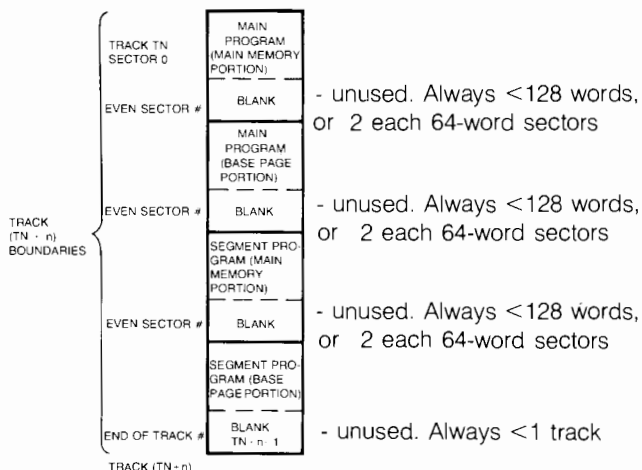 TRACK TN
SECTOR 0
MAIN
PROGRAM
(MAIN MEMORY
PORTION)
EVEN SECTOR #
BLANK
- unused. Always <128 words,
or 2 each 64-word sectors
MAIN
PROGRAM
(BASE PAGE
PORTION)
EVEN SECTOR #
BLANK
- unused. Always <128 words,
or 2 each 64-word sectors
TRACK
(TN + n)
BOUNDARIES
SEGMENT PRO-
GRAM (MAIN
MEMORY
PORTION)
EVEN SECTOR #
BLANK
- unused. Always <128 words,
or 2 each 64-word sectors
SEGMENT PRO-
GRAM (BASE
PAGE PORTION)
END OF TRACK #
BLANK
TN + n - 1
- unused. Always <1 track
TRACK (TN+n)